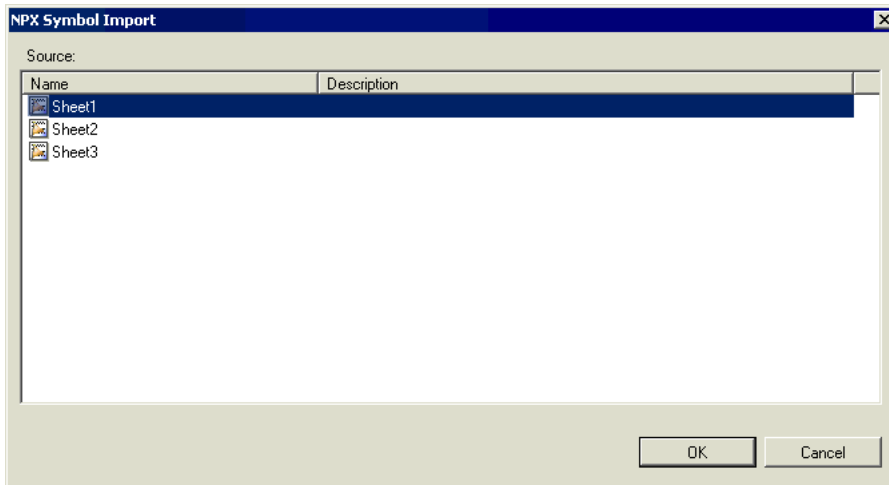 NPX Symbol Import
Source:
Name Description
Sheet1
Sheet2
Sheet3
OK Cancel